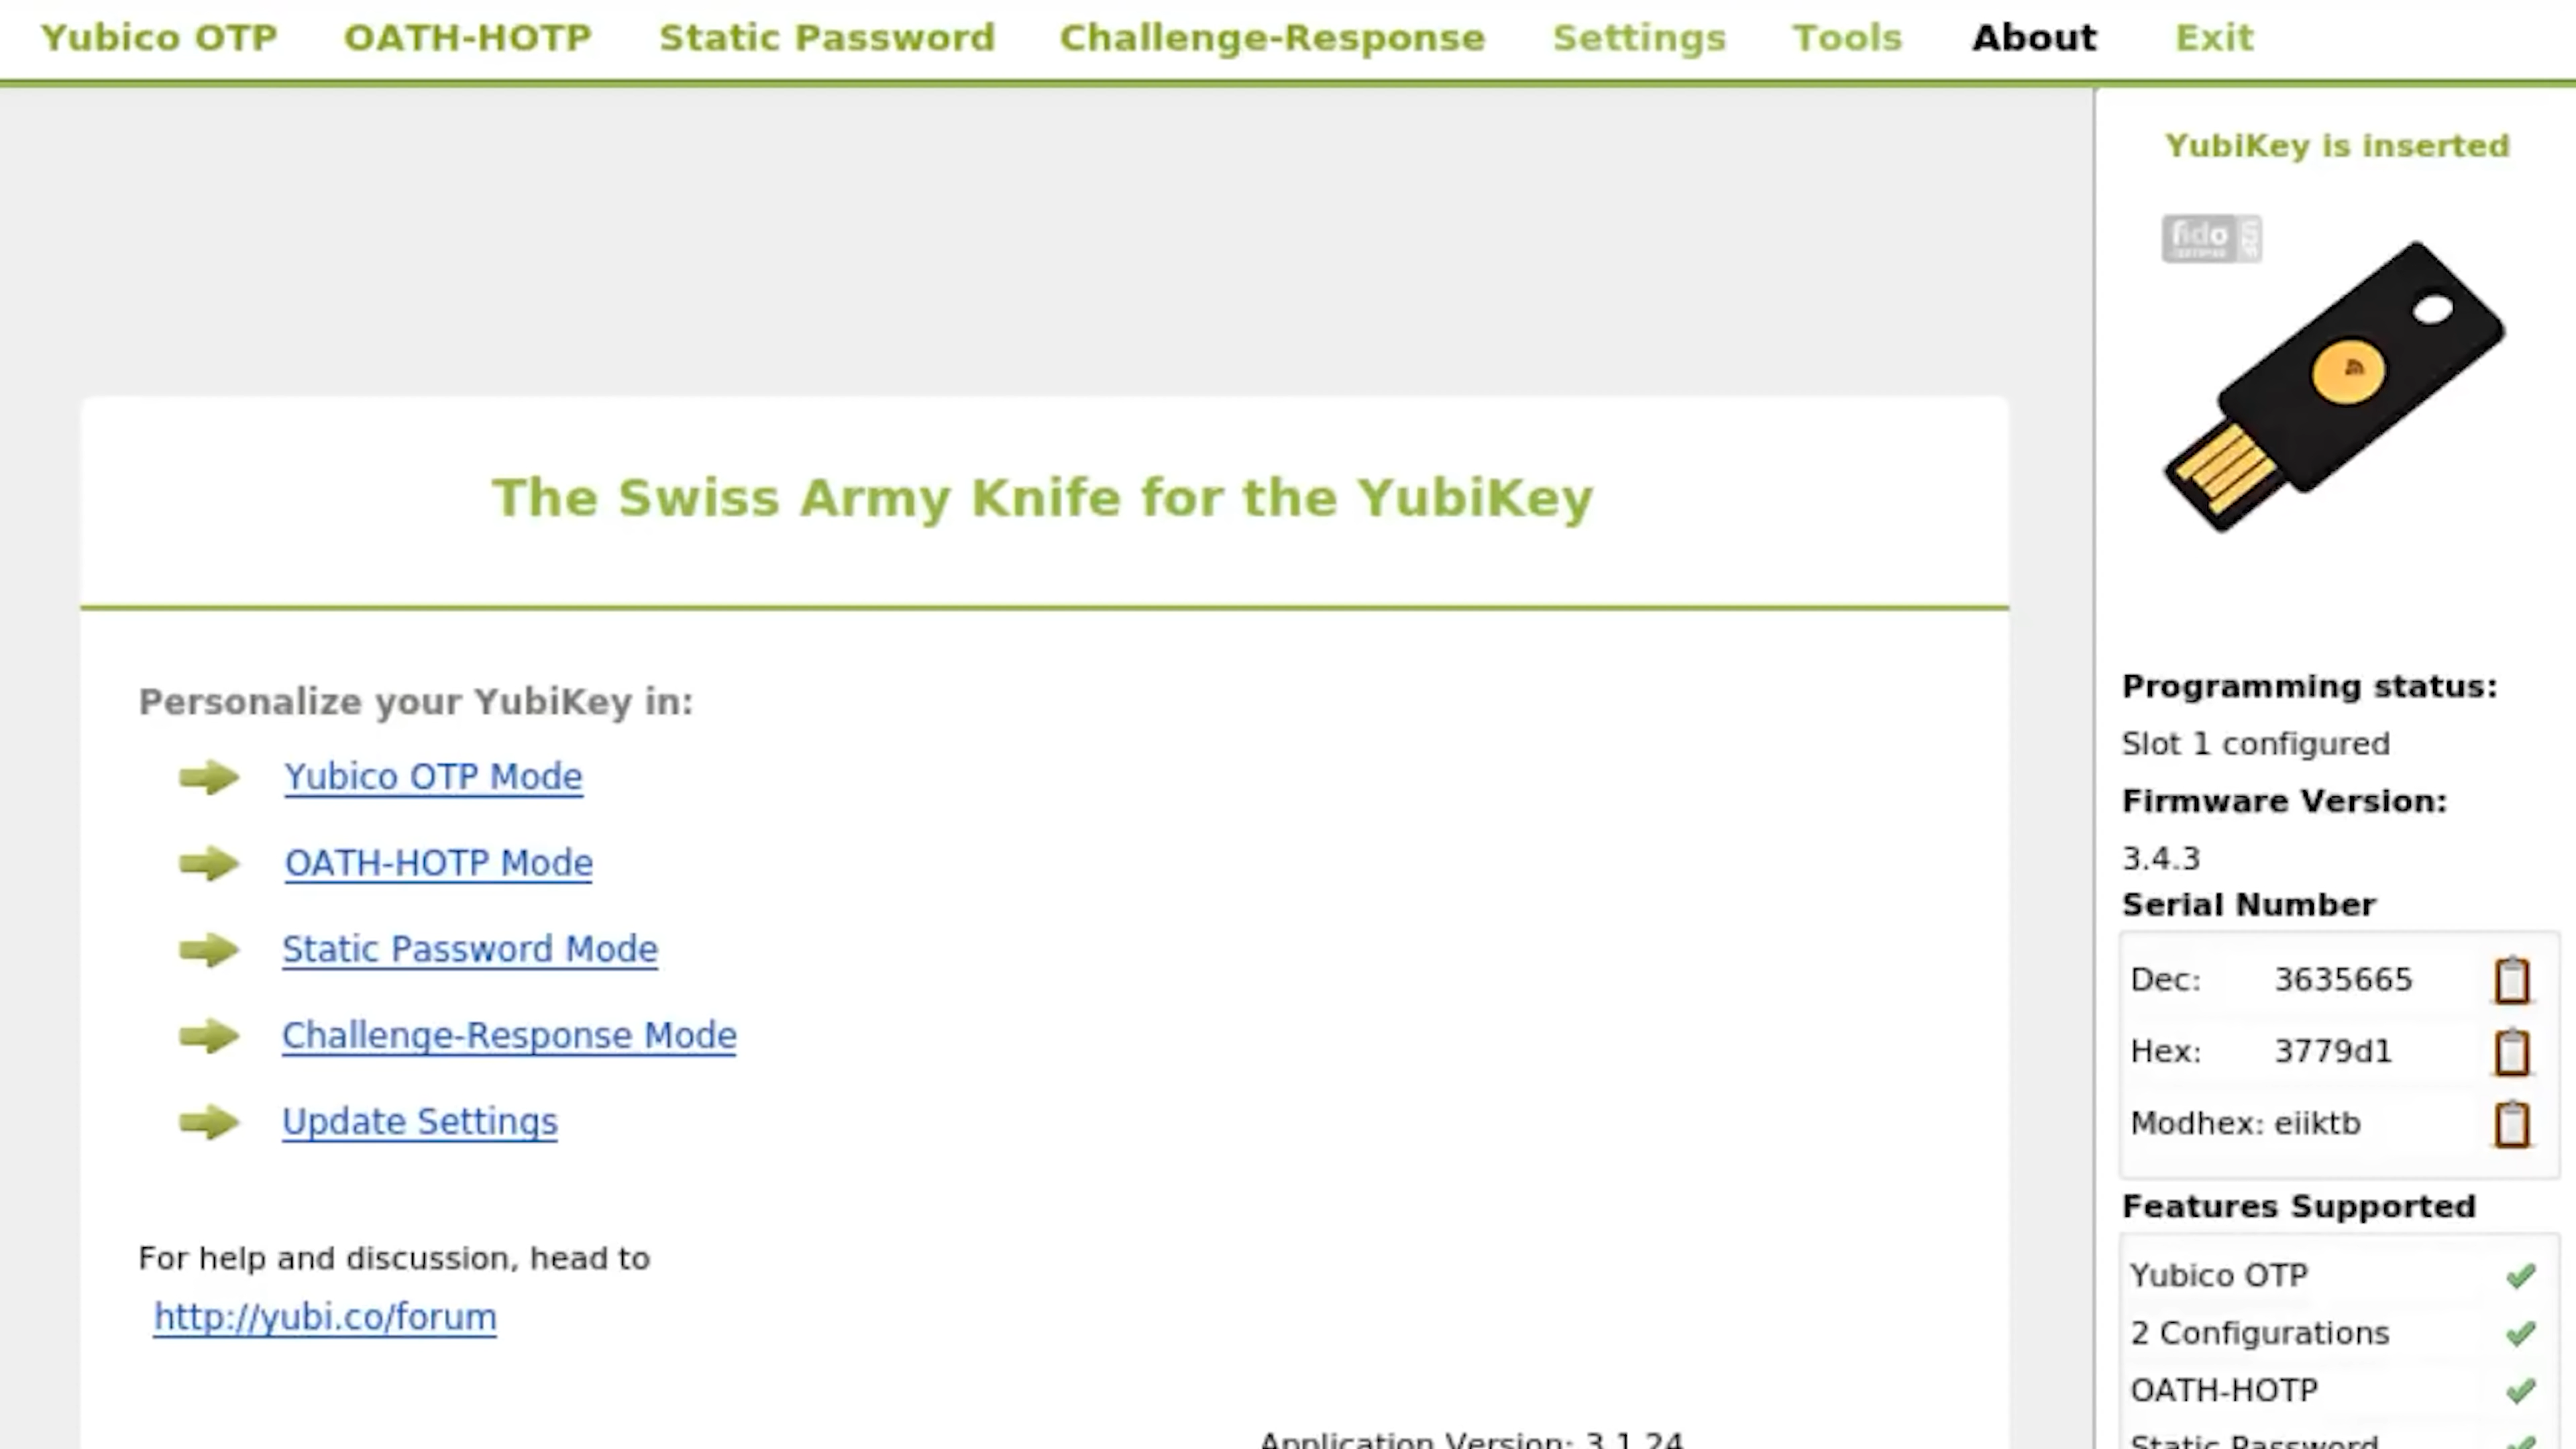 Yubico OTP OATH-HOTP Static Password Challenge-Response Settings Tools About Exit
YubiKey is inserted
fido
The Swiss Army Knife for the YubiKey
Personalize your YubiKey in:
Yubico OTP Mode
OATH-HOTP Mode
Static Password Mode
Challenge-Response Mode
Update Settings
For help and discussion, head to
http://yubi.co/forum
Application Version: 3.1.24
Programming status:
Slot 1 configured
Firmware Version:
3.4.3
Serial Number
Dec: 3635665
Hex: 3779d1
Modhex: eiiktb
Features Supported
Yubico OTP
2 Configurations
OATH-HOTP
Static Password